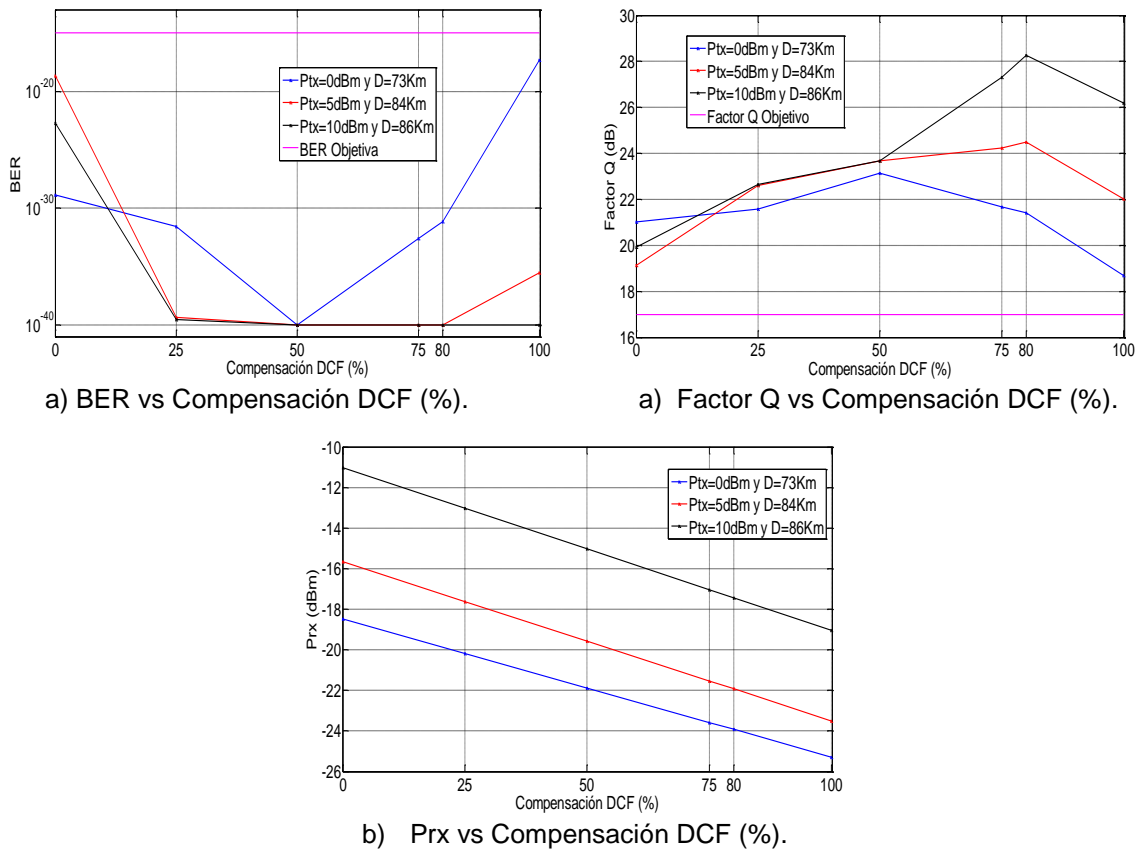 BER
10^-20
10^-30
10^-40
0 25 50 75 80 100
Compensación DCF (%)
Ptx=0dBm y D=73Km
Ptx=5dBm y D=84Km
Ptx=10dBm y D=86Km
BER Objetiva
a) BER vs Compensación DCF (%).
Factor Q (dB)
30
28
26
24
22
20
18
16
0 25 50 75 80 100
Compensación DCF (%)
Ptx=0dBm y D=73Km
Ptx=5dBm y D=84Km
Ptx=10dBm y D=86Km
Factor Q Objetivo
a) Factor Q vs Compensación DCF (%).
Prx (dBm)
-10
-12
-14
-16
-18
-20
-22
-24
-26
0 25 50 75 80 100
Compensación DCF (%)
Ptx=0dBm y D=73Km
Ptx=5dBm y D=84Km
Ptx=10dBm y D=86Km
b) Prx vs Compensación DCF (%).